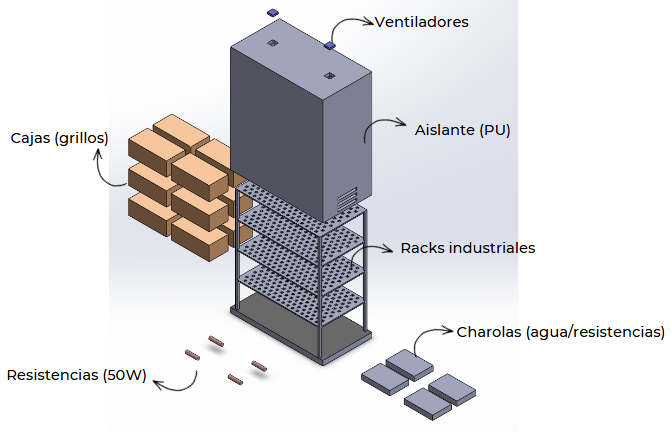 Ventiladores
Aislante (PU)
Cajas (grillos)
Racks industriales
Charolas (agua/resistencias)
Resistencias (50W)